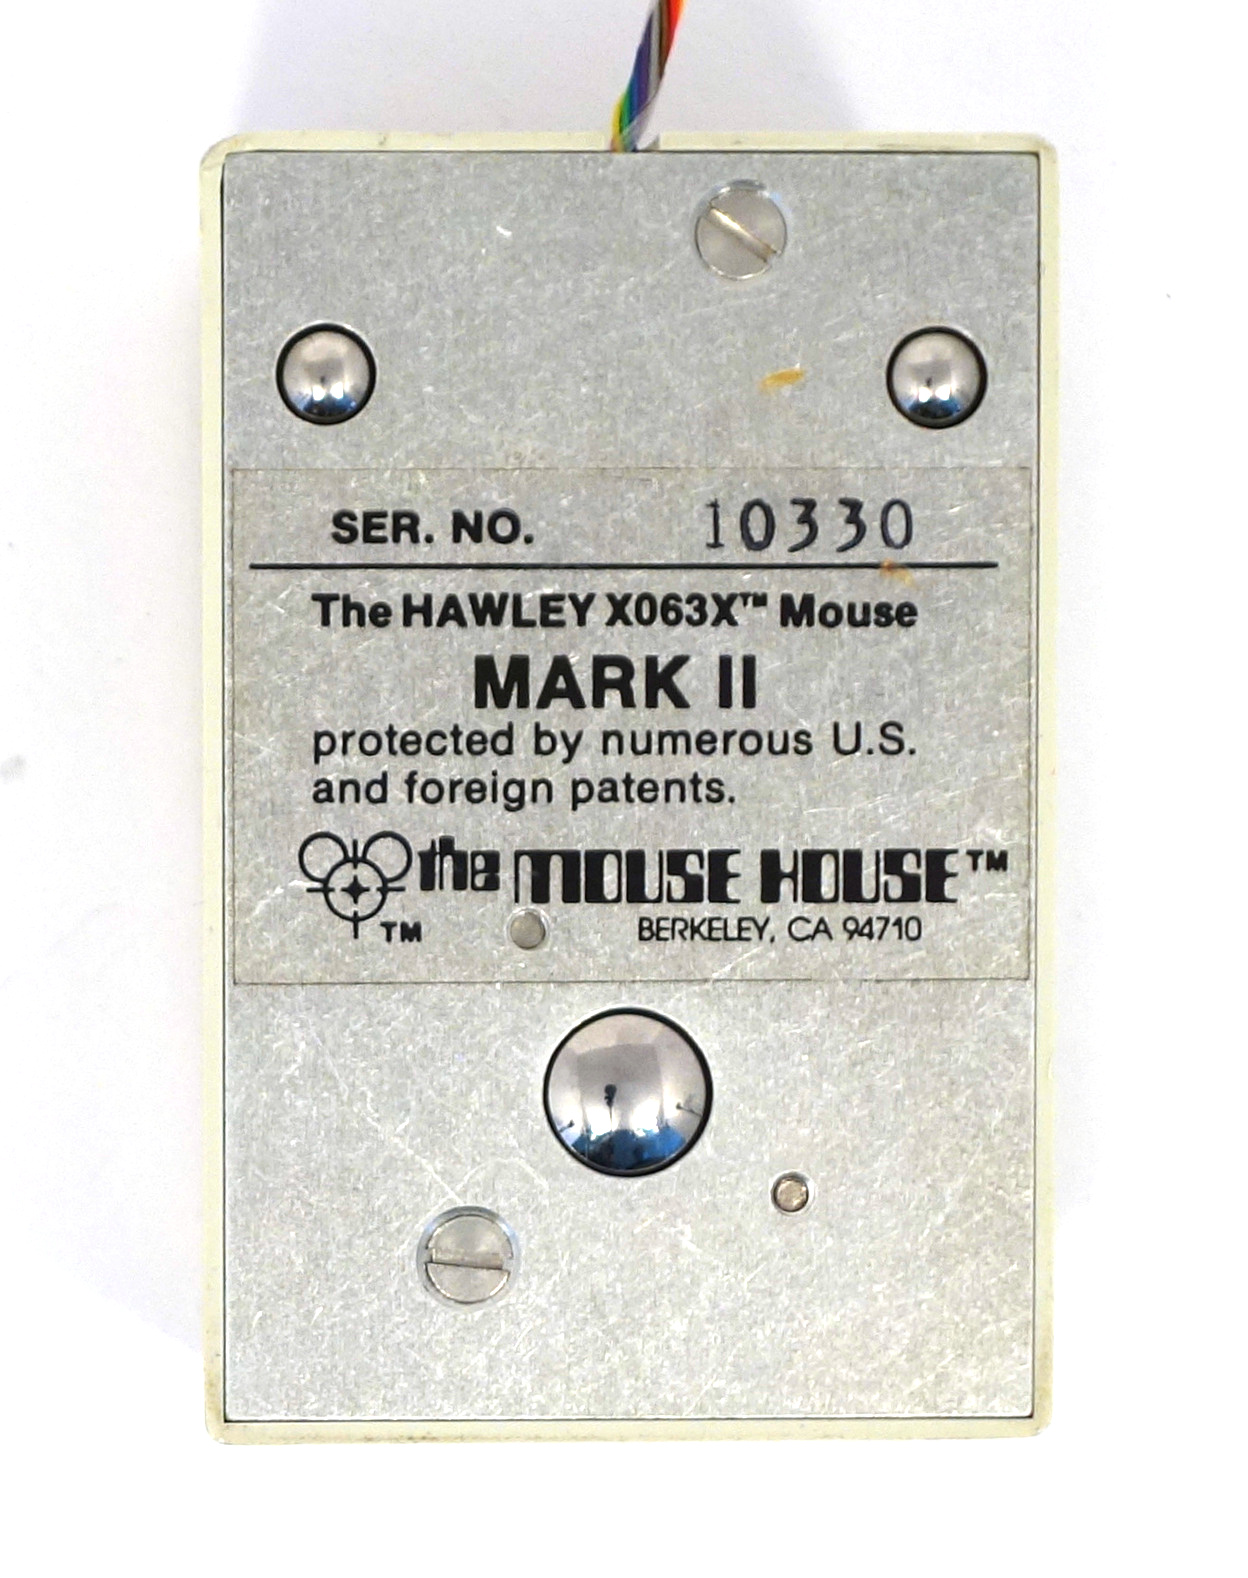 SER. NO. 10330
The HAWLEY X063X™ Mouse
MARK II
protected by numerous U.S.
and foreign patents.
the MOUSE HOUSE™
TM
BERKELEY, CA 94710